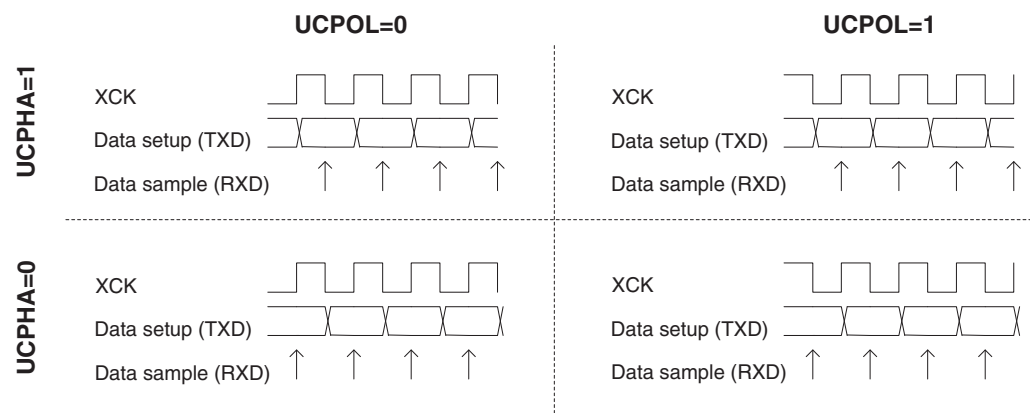 UCPOL=0
UCPOL=1
UCPHA=1
XCK
Data setup (TXD)
Data sample (RXD)
XCK
Data setup (TXD)
Data sample (RXD)
UCPHA=0
XCK
Data setup (TXD)
Data sample (RXD)
XCK
Data setup (TXD)
Data sample (RXD)